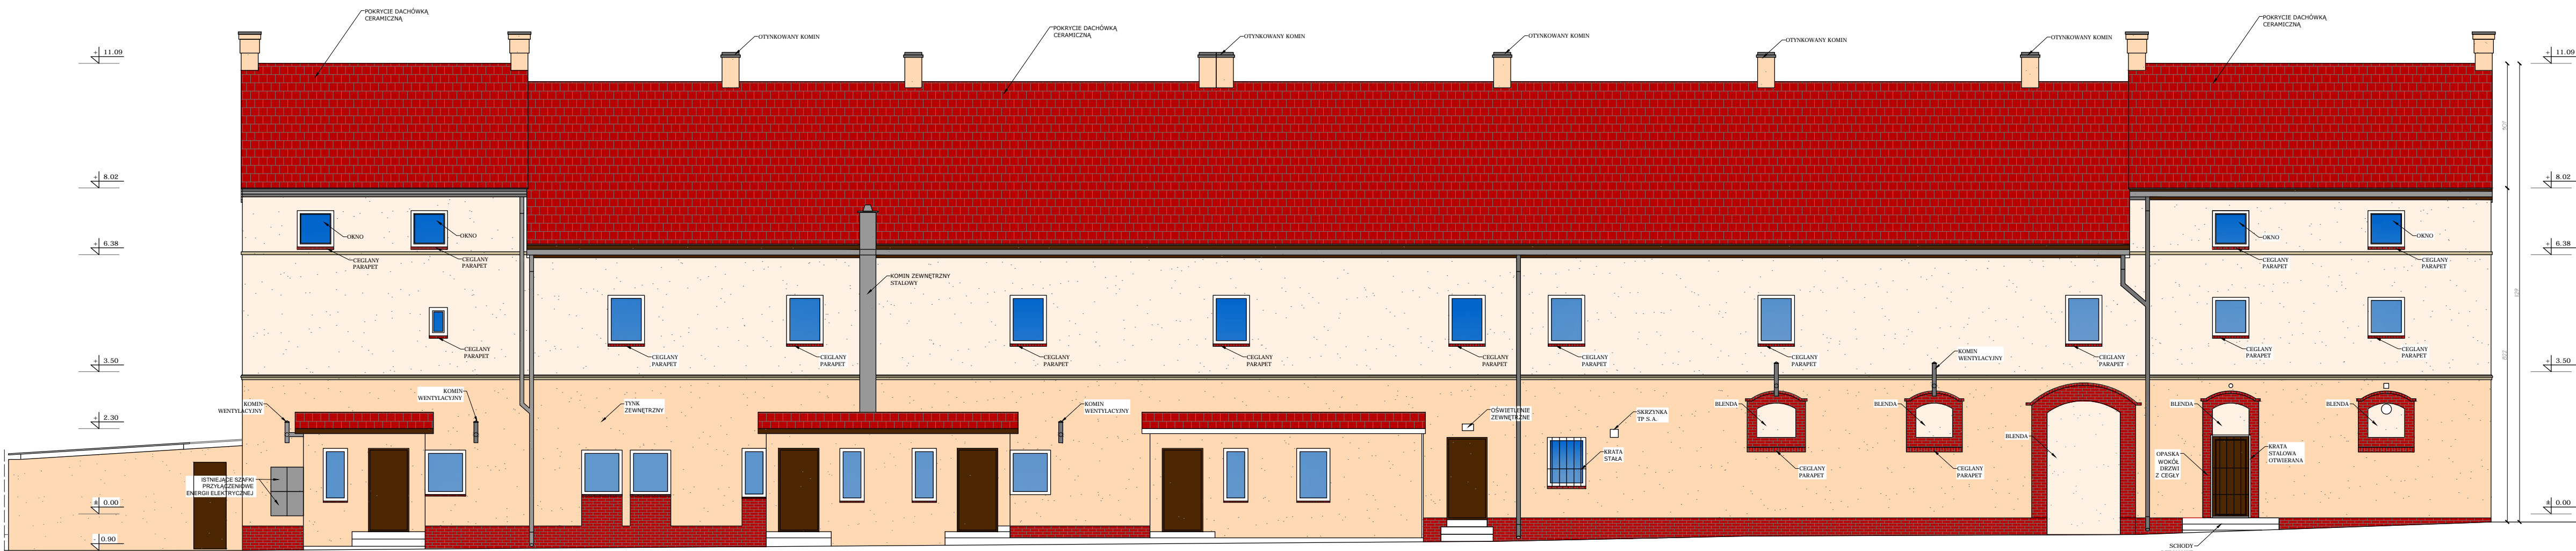 POKRYCIE DACHÓWKĄ
CERAMICZNĄ
POKRYCIE DACHÓWKĄ
CERAMICZNĄ
POKRYCIE DACHÓWKĄ
CERAMICZNĄ
OTYNKOWANY KOMIN
OTYNKOWANY KOMIN
OTYNKOWANY KOMIN
OTYNKOWANY KOMIN
OTYNKOWANY KOMIN
+ 11.09
+ 11.09
+ 8.02
+ 8.02
+ 6.38
+ 6.38
OKNO
OKNO
OKNO
OKNO
CEGLANY
PARAPET
CEGLANY
PARAPET
CEGLANY
PARAPET
CEGLANY
PARAPET
KOMIN ZEWNĘTRZNY
STALOWY
+ 3.50
+ 3.50
CEGLANY
PARAPET
CEGLANY
PARAPET
CEGLANY
PARAPET
CEGLANY
PARAPET
CEGLANY
PARAPET
CEGLANY
PARAPET
CEGLANY
PARAPET
CEGLANY
PARAPET
CEGLANY
PARAPET
CEGLANY
PARAPET
CEGLANY
PARAPET
KOMIN
WENTYLACYJNY
+ 2.30
KOMIN
WENTYLACYJNY
KOMIN
WENTYLACYJNY
TYNK
ZEWNĘTRZNY
KOMIN
WENTYLACYJNY
OŚWIETLENIE
ZEWNĘTRZNE
SKRZYNKA
TP S.A.
BLENDA
BLENDA
BLENDA
BLENDA
BLENDA
KRATA
STAŁA
CEGLANY
PARAPET
CEGLANY
PARAPET
OPASKA
WOKÓŁ
DRZWI
Z CEGŁY
KRATA
STALOWA
OTWIERANA
ISTNIEJĄCE SZAFKI
PRZYŁĄCZENIOWE
ENERGII ELEKTRYCZNEJ
± 0.00
± 0.00
- 0.90
SCHODY